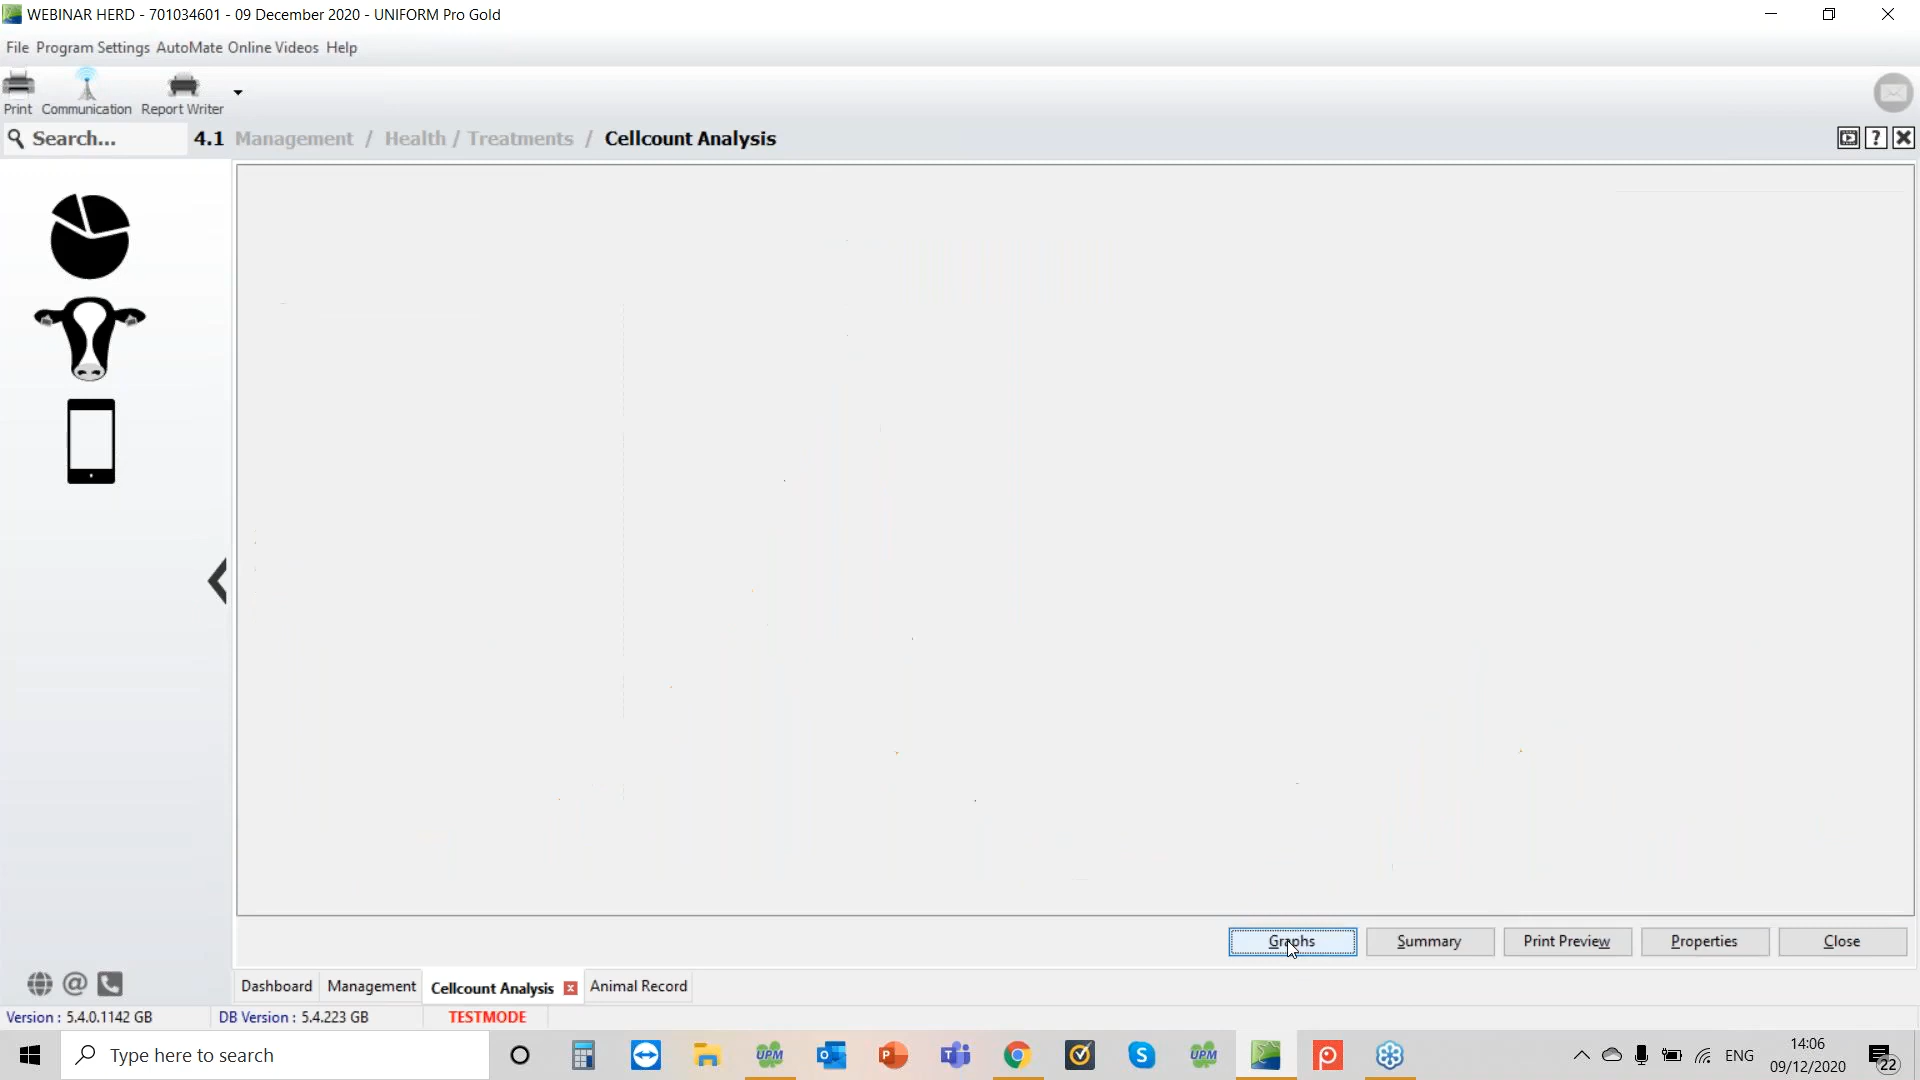 WEBINAR HERD - 701034601 - 09 December 2020 - UNIFORM Pro Gold
File Program Settings AutoMate Online Videos Help
Print Communication Report Writer
Search... 4.1 Management / Health / Treatments / Cellcount Analysis
Graphs Summary Print Preview Properties Close
Dashboard Management Cellcount Analysis Animal Record
Version : 5.4.0.1142 GB DB Version : 5.4.223 GB TESTMODE
Type here to search UPM UPM ENG 14:06
09/12/2020 22